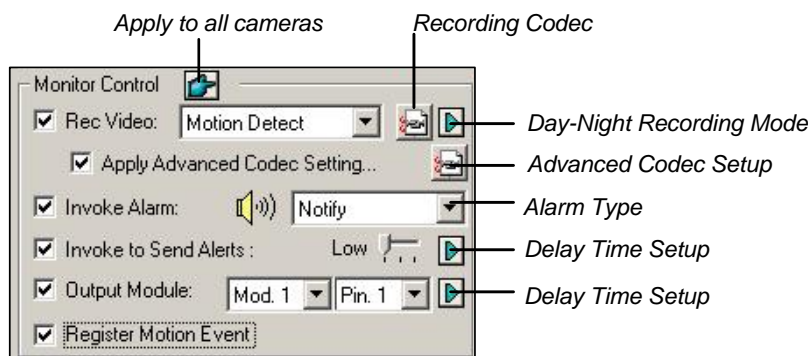 Apply to all cameras Recording Codec
Monitor Control
Rec Video: Motion Detect Day-Night Recording Mode
Apply Advanced Codec Setting... Advanced Codec Setup
Invoke Alarm: Notify Alarm Type
Invoke to Send Alerts : Low Delay Time Setup
Output Module: Mod. 1 Pin. 1 Delay Time Setup
Register Motion Event